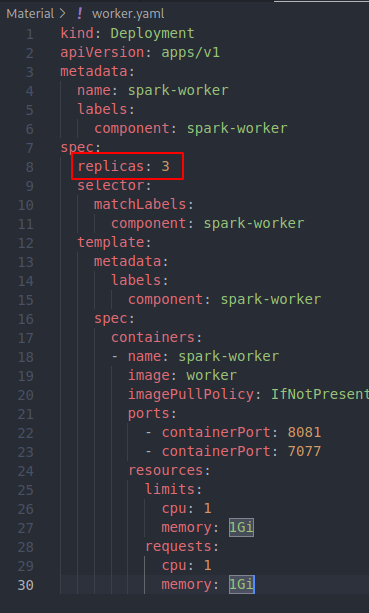 Material > ! worker.yaml
1 kind: Deployment
2 apiVersion: apps/v1
3 metadata:
4   name: spark-worker
5   labels:
6     component: spark-worker
7 spec:
8   replicas: 3
9   selector:
10     matchLabels:
11       component: spark-worker
12   template:
13     metadata:
14       labels:
15         component: spark-worker
16     spec:
17       containers:
18       - name: spark-worker
19         image: worker
20         imagePullPolicy: IfNotPresent
21         ports:
22           - containerPort: 8081
23           - containerPort: 7077
24         resources:
25           limits:
26             cpu: 1
27             memory: 1Gi
28           requests:
29             cpu: 1
30             memory: 1Gi